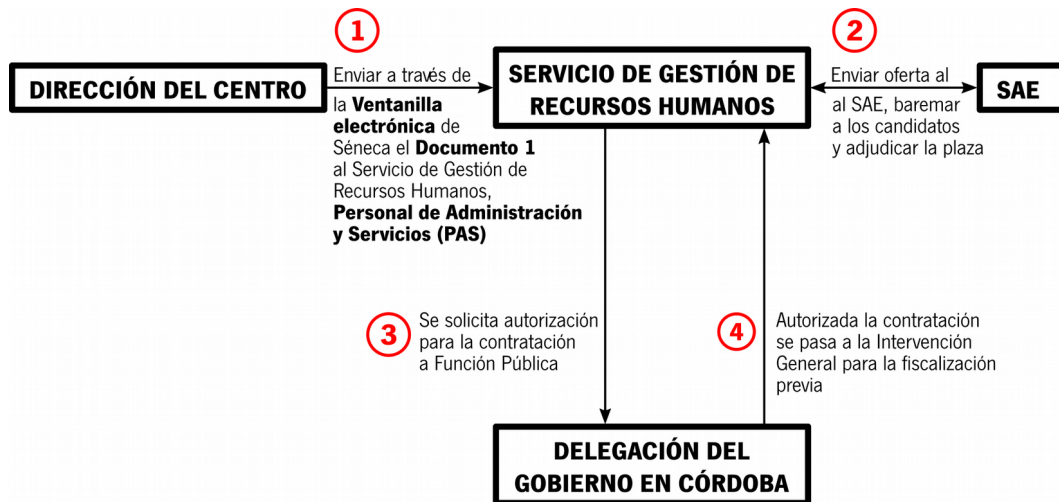 1
2
DIRECCIÓN DEL CENTRO
Enviar a través de
la Ventanilla
electrónica de
Séneca el Documento 1
al Servicio de Gestión de
Recursos Humanos,
Personal de Administración
y Servicios (PAS)
SERVICIO DE GESTIÓN DE
RECURSOS HUMANOS
Enviar oferta al
al SAE, baremar
a los candidatos
y adjudicar la plaza
SAE
3
Se solicita autorización
para la contratación
a Función Pública
4
Autorizada la contratación
se pasa a la Intervención
General para la fiscalización
previa
DELEGACIÓN DEL
GOBIERNO EN CÓRDOBA